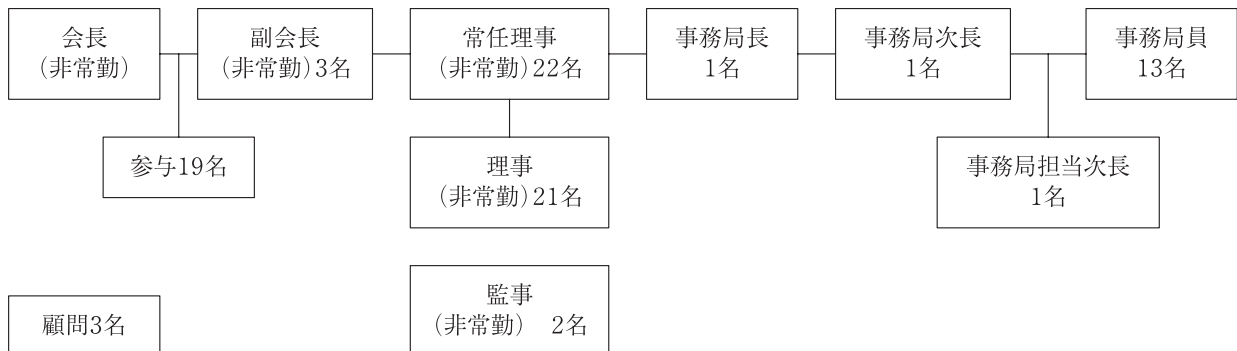 会長
(非常勤)
副会長
(非常勤)3名
常任理事
(非常勤)22名
事務局長
1名
事務局次長
1名
事務局員
13名
参与19名
理事
(非常勤)21名
事務局担当次長
1名
監事
(非常勤) 2名
顧問3名